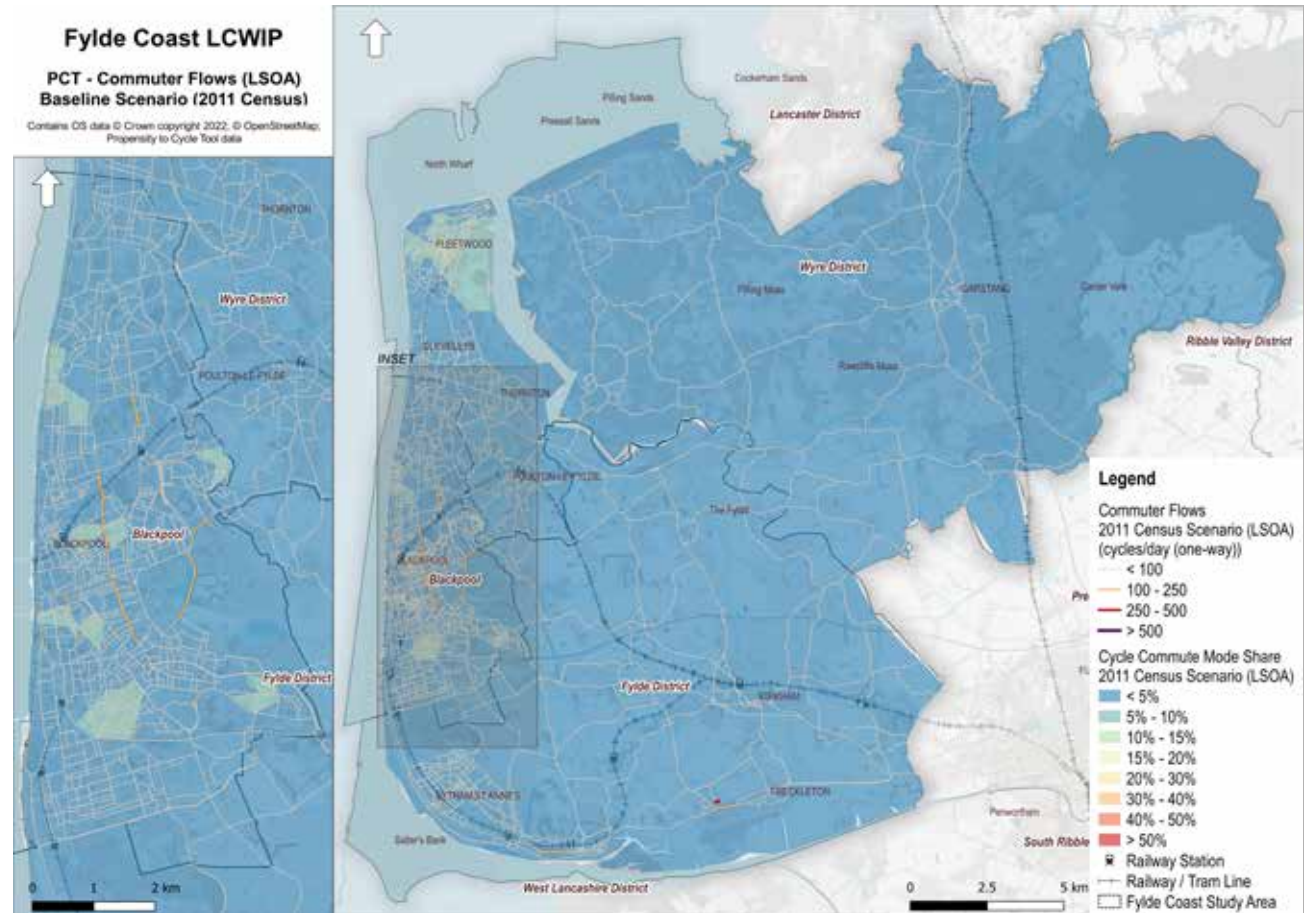 Fylde Coast LCWIP
PCT - Commuter Flows (LSOA)
Baseline Scenario (2011 Census)
Contains OS data © Crown copyright 2022, © OpenStreetMap;
Propensity to Cycle Tool data
THORNTON
Wyre District
POULTON-LE-FYLDE
BLACKPOOL
Blackpool
Fylde District
0 1 2 km
Cockerham Sands
Pilling Sands
Preesall Sands
Lancaster District
North Wharf
FLEETWOOD
Wyre District
Pilling Moss
GARSTANG
CLEVELEYS
Ribble Valley District
INSET
Rawcliffe Moss
THORNTON
POULTON-LE-FYLDE
The Fylde
BLACKPOOL
Blackpool
Fylde District
KIRKHAM
LYTHAM ST ANNES
FRECKLETON
Salter's Bank
Penwortham
South Ribble
West Lancashire District
0 2.5 5 km
Pre
Legend
Commuter Flows
2011 Census Scenario (LSOA)
(cycles/day (one-way))
< 100
100 - 250
250 - 500
> 500
Cycle Commute Mode Share
2011 Census Scenario (LSOA)
< 5%
5% - 10%
10% - 15%
15% - 20%
20% - 30%
30% - 40%
40% - 50%
> 50%
Railway Station
Railway / Tram Line
Fylde Coast Study Area